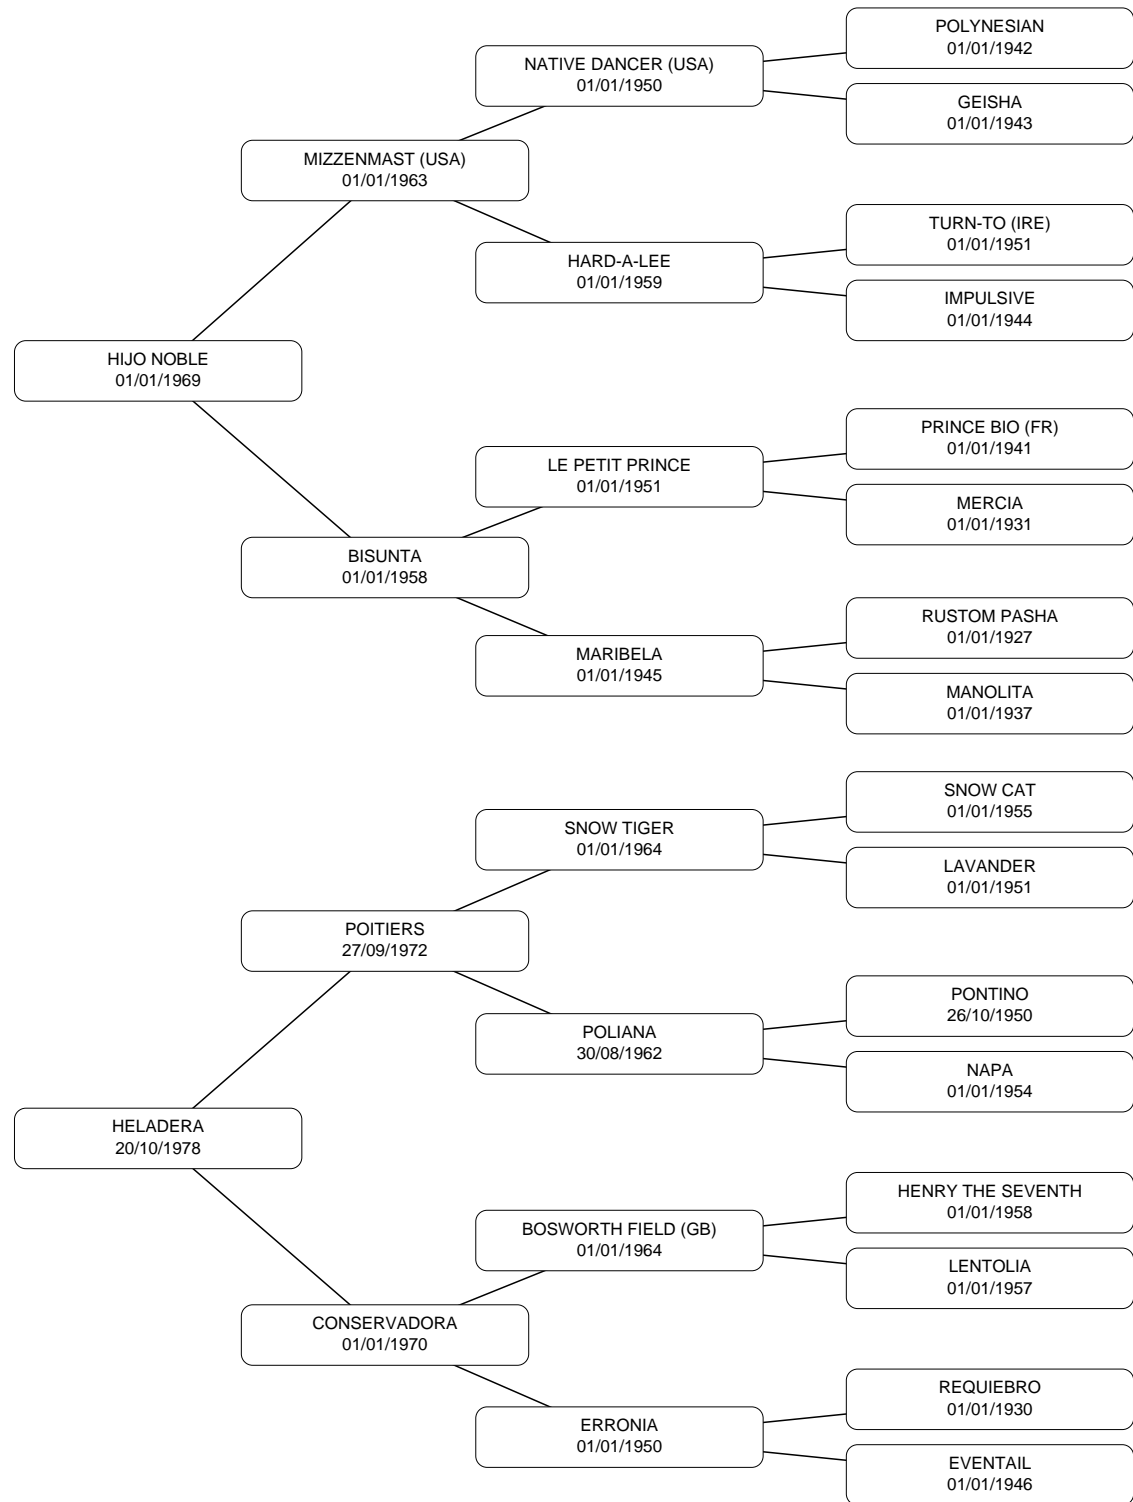 POLYNESIAN
01/01/1942
NATIVE DANCER (USA)
01/01/1950
GEISHA
01/01/1943
MIZZENMAST (USA)
01/01/1963
TURN-TO (IRE)
01/01/1951
HARD-A-LEE
01/01/1959
IMPULSIVE
01/01/1944
HIJO NOBLE
01/01/1969
PRINCE BIO (FR)
01/01/1941
LE PETIT PRINCE
01/01/1951
MERCIA
01/01/1931
BISUNTA
01/01/1958
RUSTOM PASHA
01/01/1927
MARIBELA
01/01/1945
MANOLITA
01/01/1937
SNOW CAT
01/01/1955
SNOW TIGER
01/01/1964
LAVANDER
01/01/1951
POITIERS
27/09/1972
PONTINO
26/10/1950
POLIANA
30/08/1962
NAPA
01/01/1954
HELADERA
20/10/1978
HENRY THE SEVENTH
01/01/1958
BOSWORTH FIELD (GB)
01/01/1964
LENTOLIA
01/01/1957
CONSERVADORA
01/01/1970
REQUIEBRO
01/01/1930
ERRONIA
01/01/1950
EVENTAIL
01/01/1946